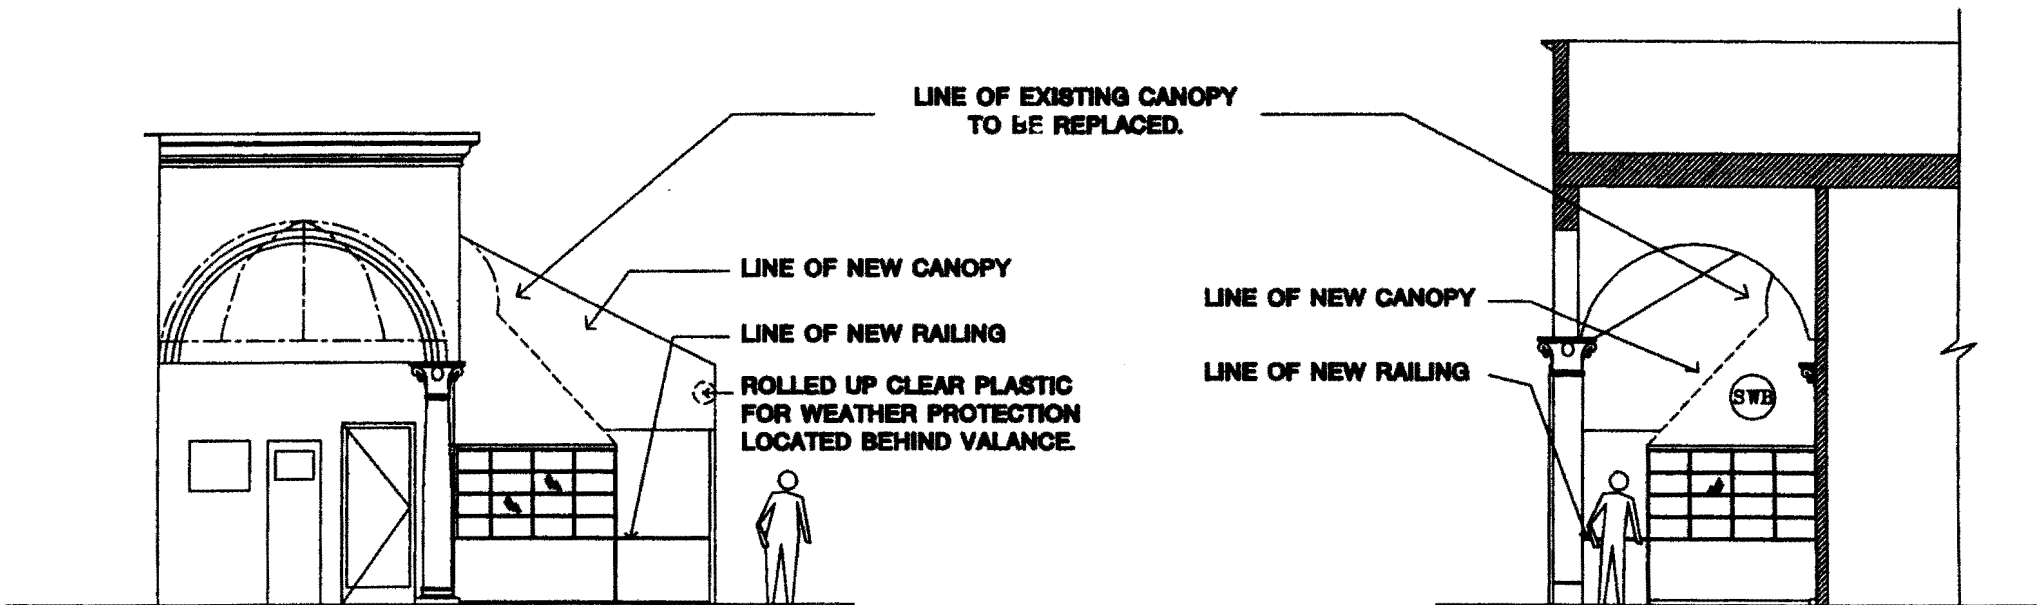 LINE OF EXISTING CANOPY
TO BE REPLACED.
LINE OF NEW CANOPY
LINE OF NEW RAILING
ROLLED UP CLEAR PLASTIC
FOR WEATHER PROTECTION
LOCATED BEHIND VALANCE.
LINE OF NEW CANOPY
LINE OF NEW RAILING
SWB